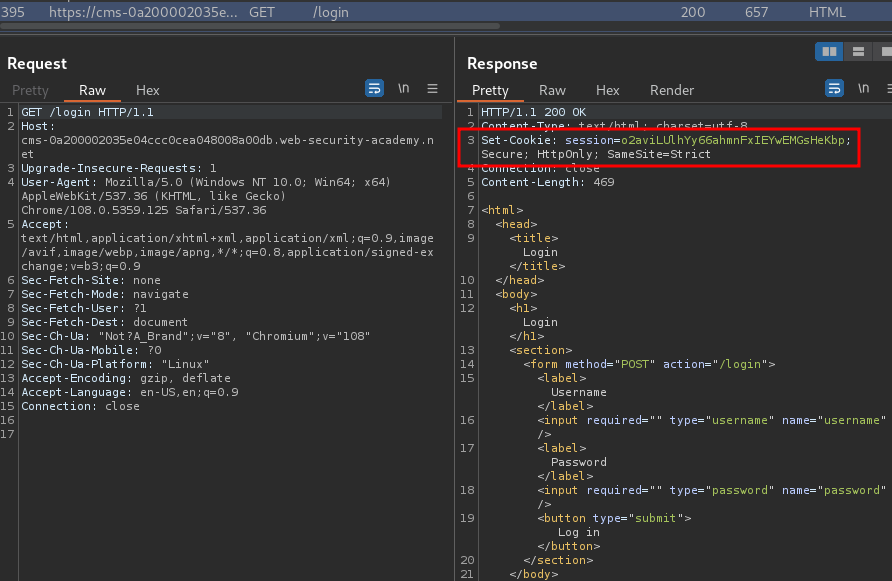 395 https://cms-0a200002035e... GET /login 200 657 HTML
Request
Pretty Raw Hex \n
1 GET /login HTTP/1.1
2 Host:
cms-0a200002035e04ccc0cea048008a00db.web-security-academy.n
et
3 Upgrade-Insecure-Requests: 1
4 User-Agent: Mozilla/5.0 (Windows NT 10.0; Win64; x64)
AppleWebKit/537.36 (KHTML, like Gecko)
Chrome/108.0.5359.125 Safari/537.36
5 Accept:
text/html,application/xhtml+xml,application/xml;q=0.9,image
/avif,image/webp,image/apng,*/*;q=0.8,application/signed-ex
change;v=b3;q=0.9
6 Sec-Fetch-Site: none
7 Sec-Fetch-Mode: navigate
8 Sec-Fetch-User: ?1
9 Sec-Fetch-Dest: document
10 Sec-Ch-Ua: "Not?A_Brand";v="8", "Chromium";v="108"
11 Sec-Ch-Ua-Mobile: ?0
12 Sec-Ch-Ua-Platform: "Linux"
13 Accept-Encoding: gzip, deflate
14 Accept-Language: en-US,en;q=0.9
15 Connection: close
16
17
Response
Pretty Raw Hex Render \n
1 HTTP/1.1 200 OK
2 Content-Type: text/html; charset=utf-8
3 Set-Cookie: session=o2aviLUlhYy66ahmnFxIEYwEMGsHeKbp;
Secure; HttpOnly; SameSite=Strict
4 Connection: close
5 Content-Length: 469
6
7 <html>
8 <head>
9 <title>
Login
</title>
10 </head>
11 <body>
12 <h1>
Login
</h1>
13 <section>
14 <form method="POST" action="/login">
15 <label>
Username
</label>
16 <input required="" type="username" name="username"
/>
17 <label>
Password
</label>
18 <input required="" type="password" name="password"
/>
19 <button type="submit">
Log in
</button>
20 </section>
21 </body>